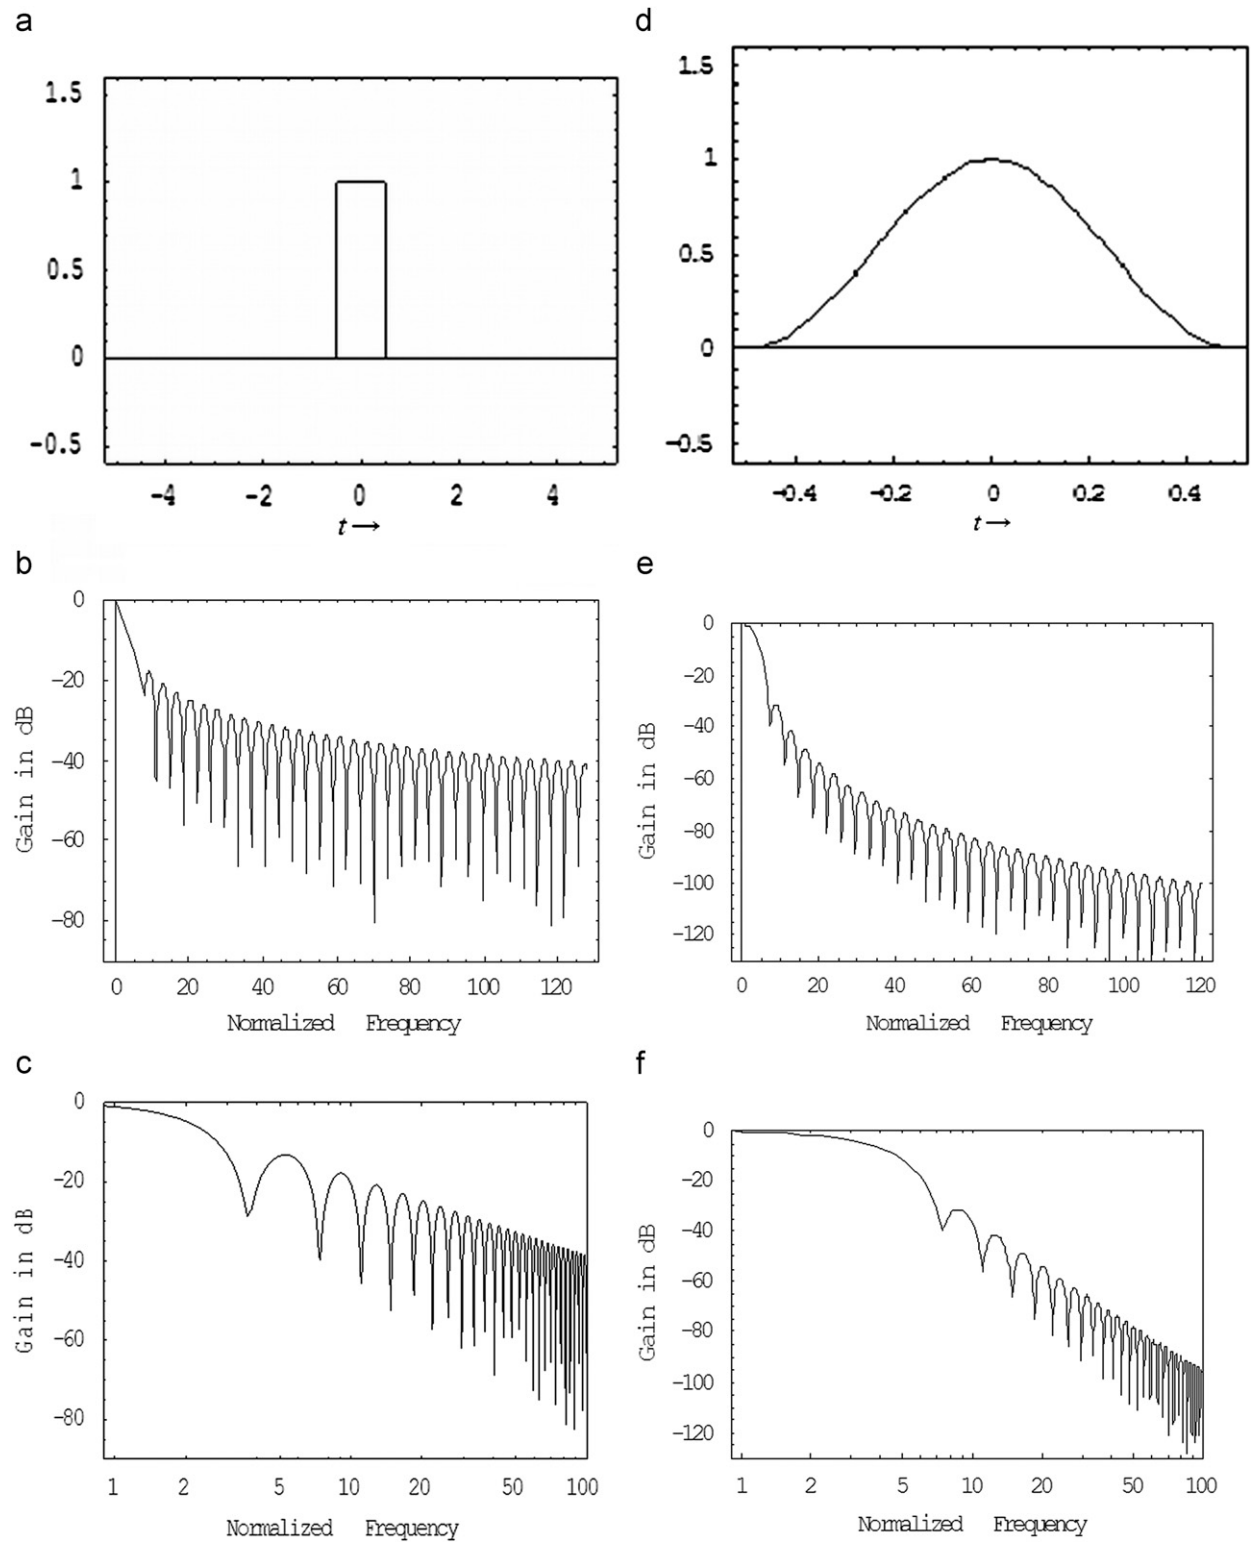 a
1.5
1
0.5
0
-0.5
-4 -2 0 2 4
t →
b
0
-20
-40
-60
-80
Gain in dB
0 20 40 60 80 100 120
Normalized Frequency
c
0
-20
-40
-60
-80
Gain in dB
1 2 5 10 20 50 100
Normalized Frequency
d
1.5
1
0.5
0
-0.5
-0.4 -0.2 0 0.2 0.4
t →
e
0
-20
-40
-60
-80
-100
-120
Gain in dB
0 20 40 60 80 100 120
Normalized Frequency
f
0
-20
-40
-60
-80
-100
-120
Gain in dB
1 2 5 10 20 50 100
Normalized Frequency